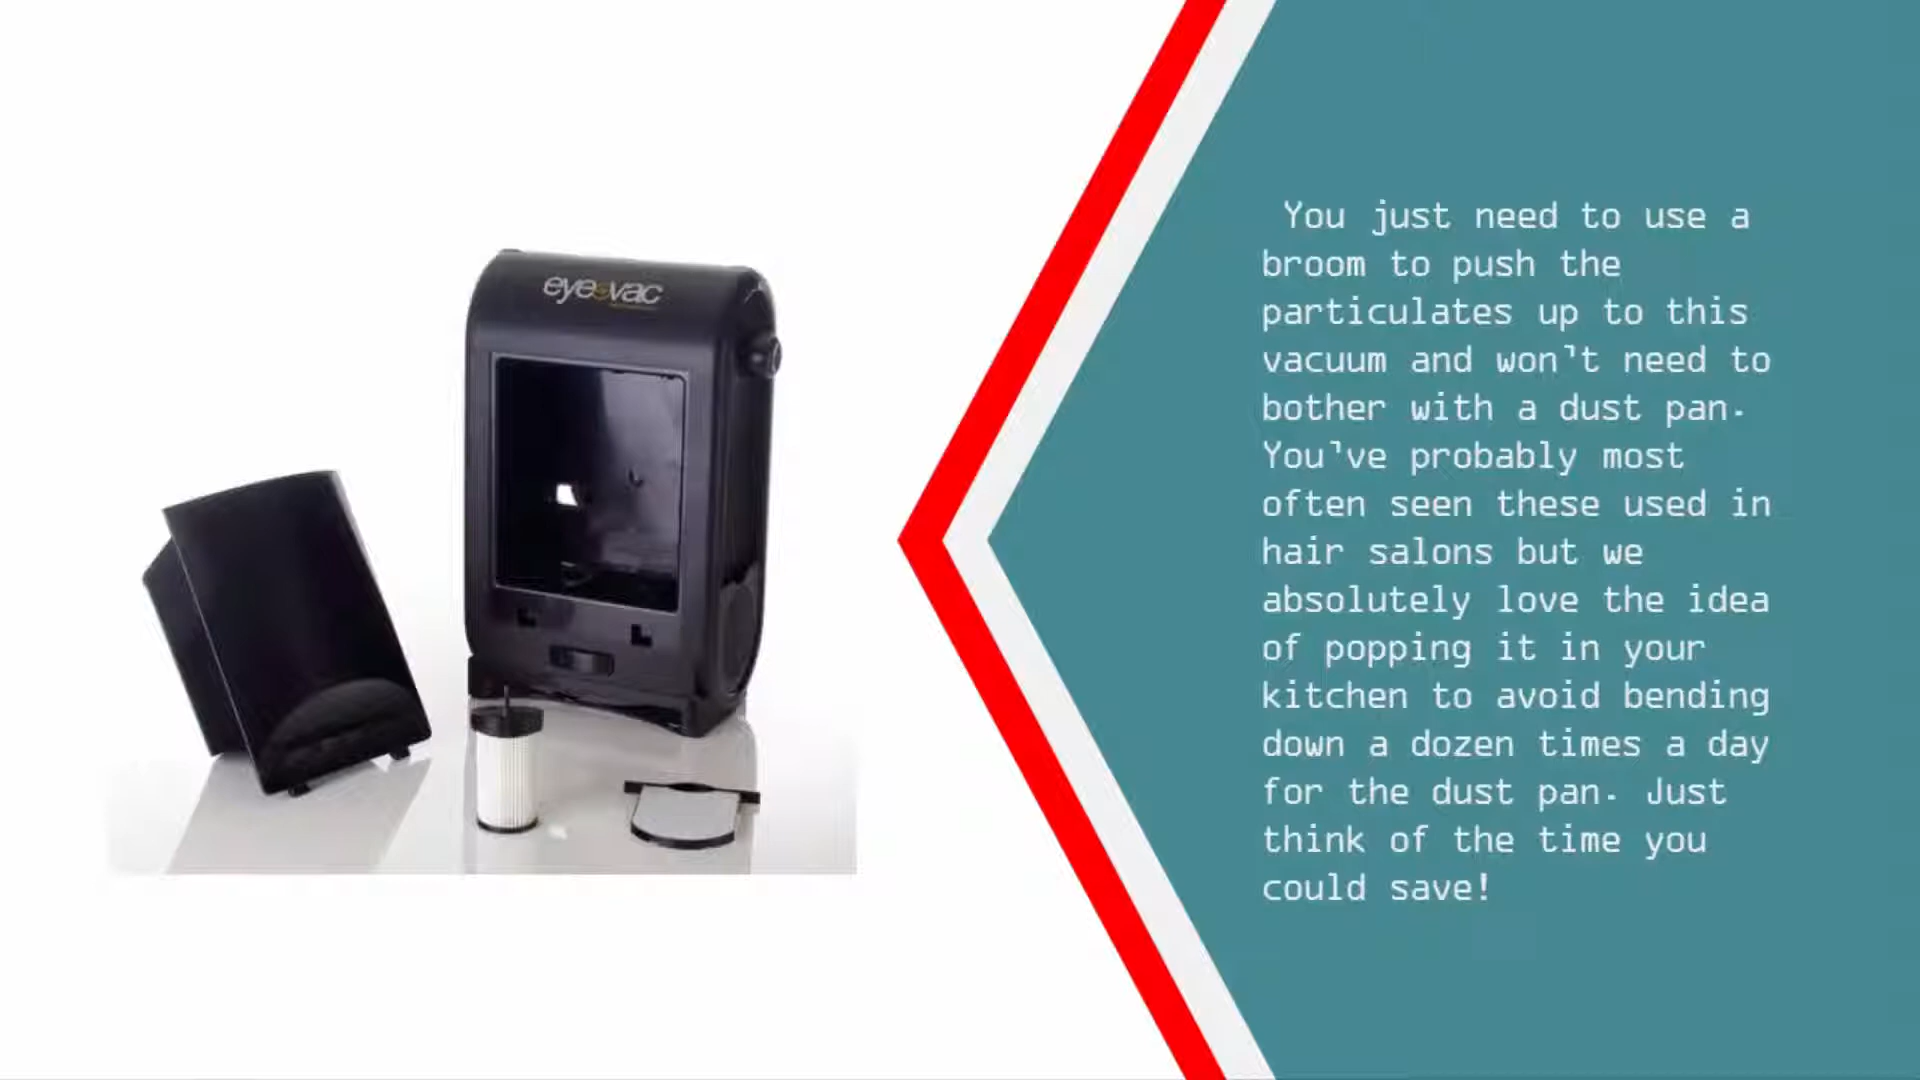 eyevac
You just need to use a
broom to push the
particulates up to this
vacuum and won't need to
bother with a dust pan.
You've probably most
often seen these used in
hair salons but we
absolutely love the idea
of popping it in your
kitchen to avoid bending
down a dozen times a day
for the dust pan. Just
think of the time you
could save!